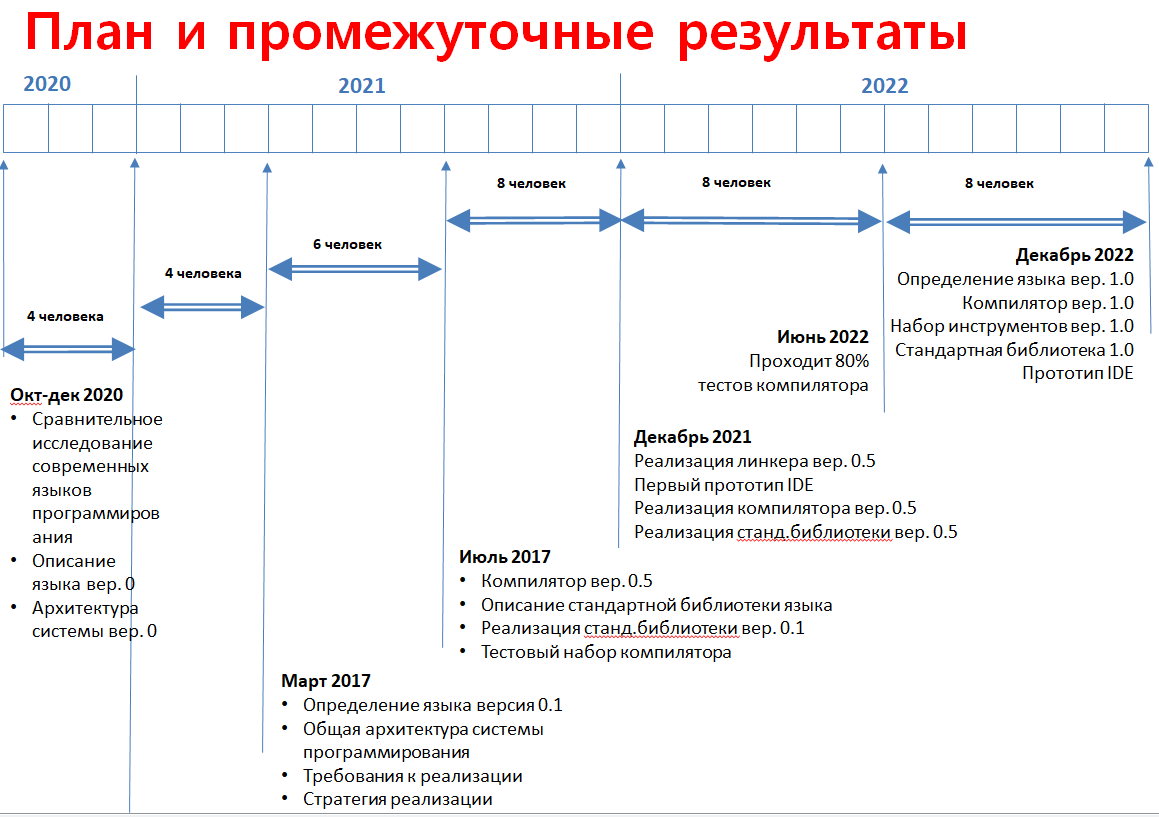 План и промежуточные результаты
2020
2021
2022
8 человек
8 человек
8 человек
6 человек
4 человека
4 человека
Окт-дек 2020
• Сравнительное
исследование
современных
языков
программиров
ания
• Описание
языка вер. 0
• Архитектура
системы вер. 0
Март 2017
• Определение языка версия 0.1
• Общая архитектура системы
программирования
• Требования к реализации
• Стратегия реализации
Июль 2017
• Компилятор вер. 0.5
• Описание стандартной библиотеки языка
• Реализация станд.библиотеки вер. 0.1
• Тестовый набор компилятора
Декабрь 2021
Реализация линкера вер. 0.5
Первый прототип IDE
Реализация компилятора вер. 0.5
Реализация станд.библиотеки вер. 0.5
Июнь 2022
Проходит 80%
тестов компилятора
Декабрь 2022
Определение языка вер. 1.0
Компилятор вер. 1.0
Набор инструментов вер. 1.0
Стандартная библиотека 1.0
Прототип IDE